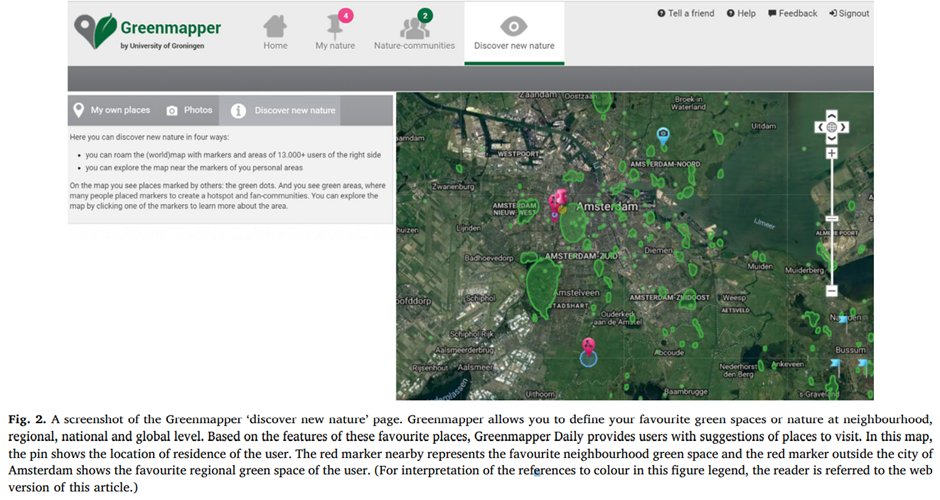 Greenmapper
by University of Groningen
Home
4
My nature
2
Nature-communities
Discover new nature
Tell a friend
Help
Feedback
Signout
My own places
Photos
Discover new nature
Here you can discover new nature in four ways:
• you can roam the (world)map with markers and areas of 13.000+ users of the right side
• you can explore the map near the markers of you personal areas
On the map you see places marked by others: the green dots. And you see green areas, where
many people placed markers to create a hotspot and fan-communities. You can explore the
map by clicking one of the markers to learn more about the area.
Zaandam
Oostzaan
Broek in
Waterland
Uitdam
aamdam
WESTPOORT
AMSTERDAM-NOORD
Zwanenburg
AMSTERDAM
NIEUW WEST
Amsterdam
IJmeer
huizen
Lijnden
Diemen
ALMERE POORT
Badhoevedorp
AMSTERDAM-ZUID
Muiden
Muiderberg
oofddorp
Schiphol
Amstelveen
STADSHART
AMSTERDAM-ZUIDOOST
Weesp
AETSVELD
Ouderkerk
aan de Amstel
Schiphol-Rijk
Naarden
Aalsmeerderbrug
Abcoude
Bussum
Rijsenhout
Aalsmeer
Nederhorst
den Berg
Ankeveen
Uithoorn
Baambrugge
's-Graveland
Fig. 2. A screenshot of the Greenmapper ‘discover new nature’ page. Greenmapper allows you to define your favourite green spaces or nature at neighbourhood,
regional, national and global level. Based on the features of these favourite places, Greenmapper Daily provides users with suggestions of places to visit. In this map,
the pin shows the location of residence of the user. The red marker nearby represents the favourite neighbourhood green space and the red marker outside the city of
Amsterdam shows the favourite regional green space of the user. (For interpretation of the references to colour in this figure legend, the reader is referred to the web
version of this article.)